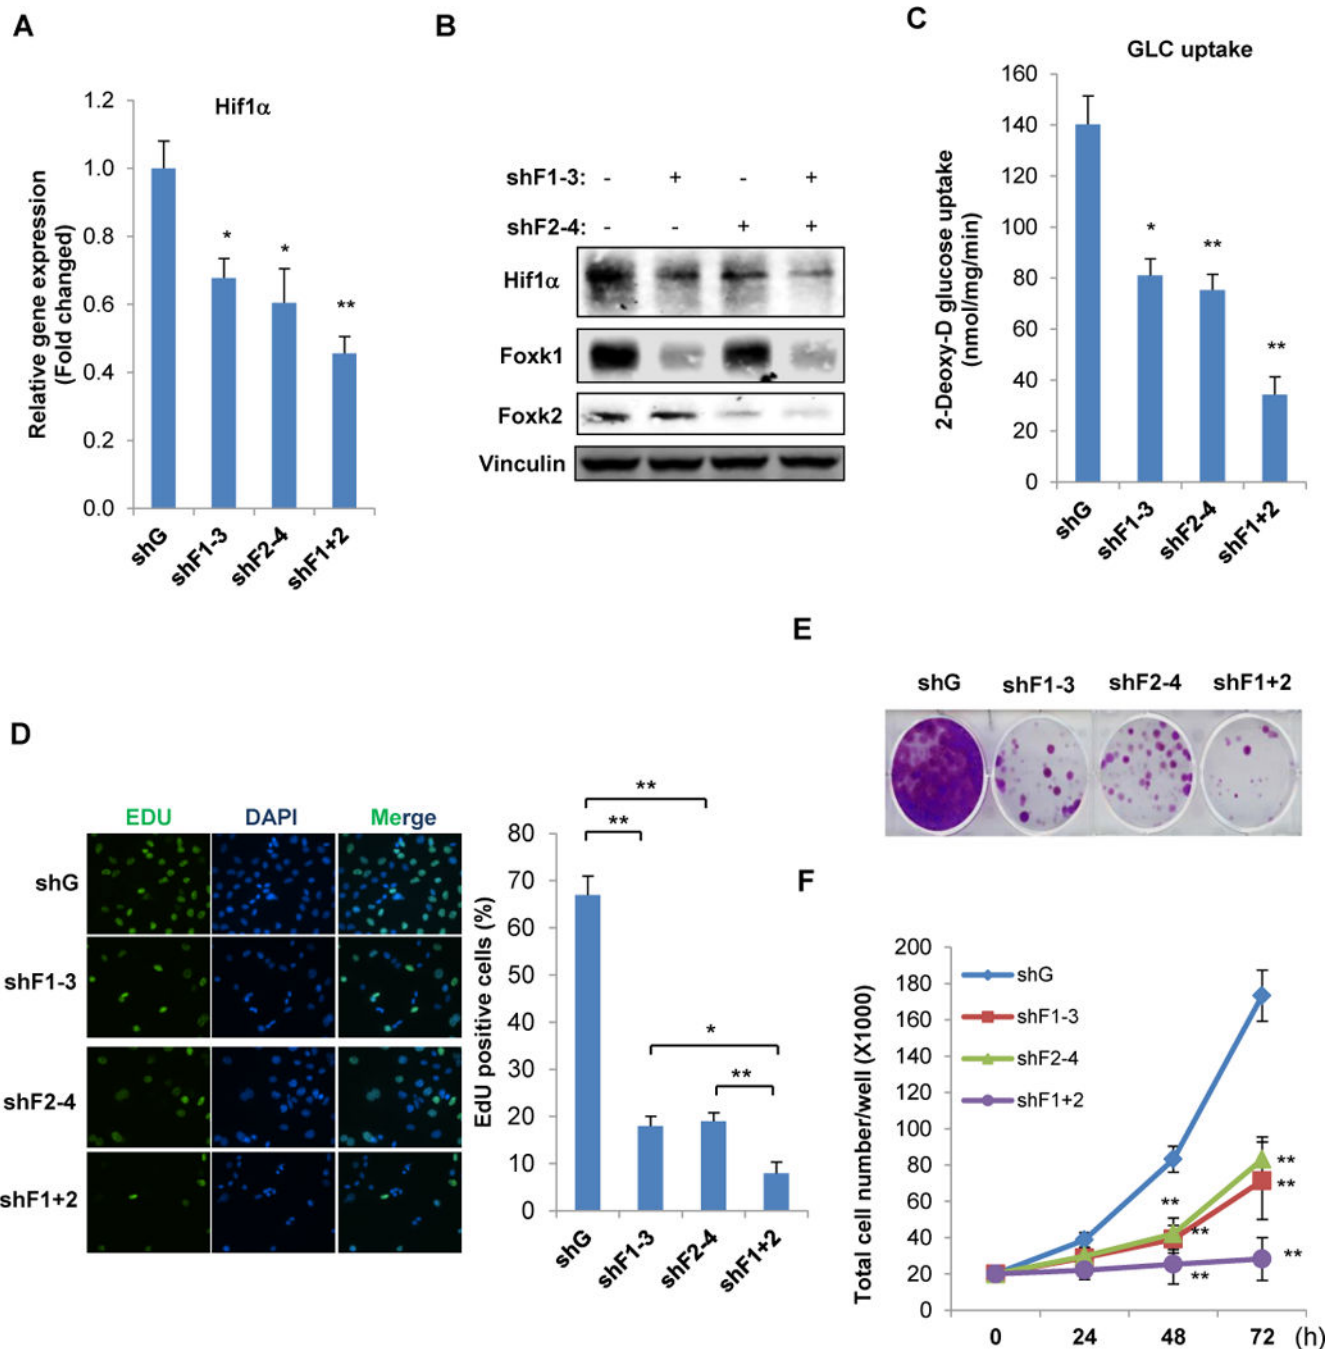 A
Hif1α
Relative gene expression
(Fold changed)
1.2
1.0
0.8
0.6
0.4
0.2
0.0
*
*
**
shG
shF1-3
shF2-4
shF1+2
B
shF1-3: - + - +
shF2-4: - - + +
Hif1α
Foxk1
Foxk2
Vinculin
C
GLC uptake
2-Deoxy-D glucose uptake
(nmol/mg/min)
160
140
120
100
80
60
40
20
0
*
**
**
shG
shF1-3
shF2-4
shF1+2
D
EDU DAPI Merge
shG
shF1-3
shF2-4
shF1+2
EdU positive cells (%)
80
70
60
50
40
30
20
10
0
**
**
*
**
shG
shF1-3
shF2-4
shF1+2
E
shG shF1-3 shF2-4 shF1+2
F
Total cell number/well (X1000)
200
180
160
140
120
100
80
60
40
20
0
shG
shF1-3
shF2-4
shF1+2
**
**
**
**
**
**
0 24 48 72 (h)